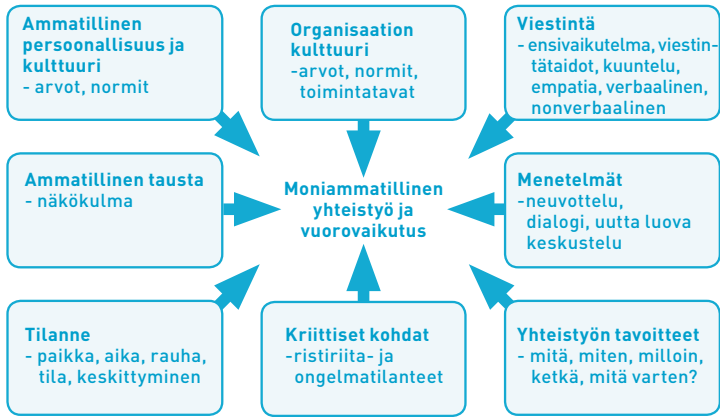 Ammatillinen
persoonallisuus ja
kulttuuri
- arvot, normit
Organisaation
kulttuuri
-arvot, normit,
toimintatavat
Viestintä
- ensivaikutelma, viestin-
tätaidot, kuuntelu,
empatia, verbaalinen,
nonverbaalinen
Ammatillinen tausta
- näkökulma
Moniammatillinen
yhteistyö ja
vuorovaikutus
Menetelmät
-neuvottelu,
dialogi, uutta luova
keskustelu
Tilanne
- paikka, aika, rauha,
tila, keskittyminen
Kriittiset kohdat
-ristiriita- ja
ongelmatilanteet
Yhteistyön tavoitteet
- mitä, miten, milloin,
ketkä, mitä varten?